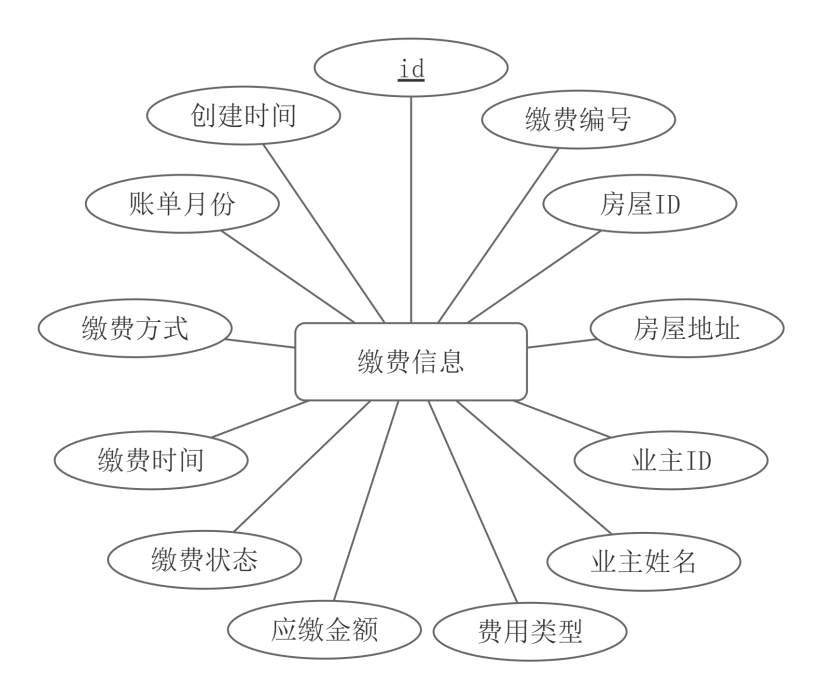 id
创建时间
缴费编号
账单月份
房屋ID
缴费方式
房屋地址
缴费信息
缴费时间
业主ID
缴费状态
业主姓名
应缴金额
费用类型